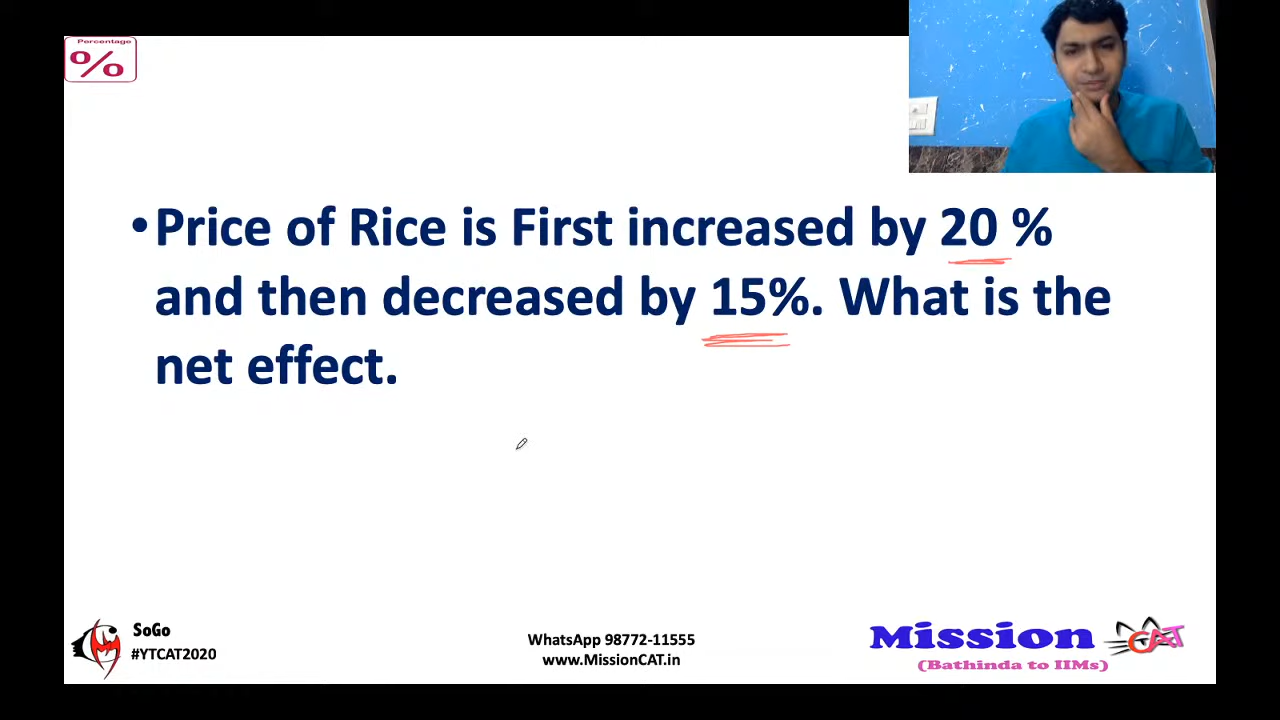 Percentage
%
•Price of Rice is First increased by 20 %
and then decreased by 15%. What is the
net effect.
SoGo
#YTCAT2020
WhatsApp 98772-11555
www.MissionCAT.in
Mission CAT
(Bathinda to IIMs)